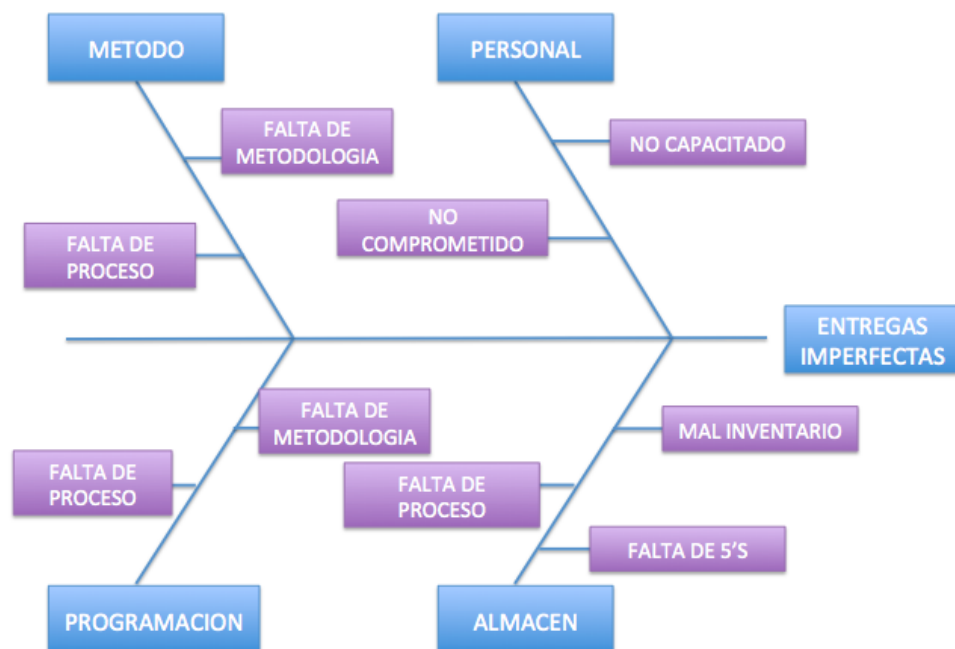 METODO
PERSONAL
FALTA DE
METODOLOGIA
NO CAPACITADO
NO
COMPROMETIDO
FALTA DE
PROCESO
ENTREGAS
IMPERFECTAS
FALTA DE
METODOLOGIA
MAL INVENTARIO
FALTA DE
PROCESO
FALTA DE
PROCESO
FALTA DE 5'S
PROGRAMACION
ALMACEN